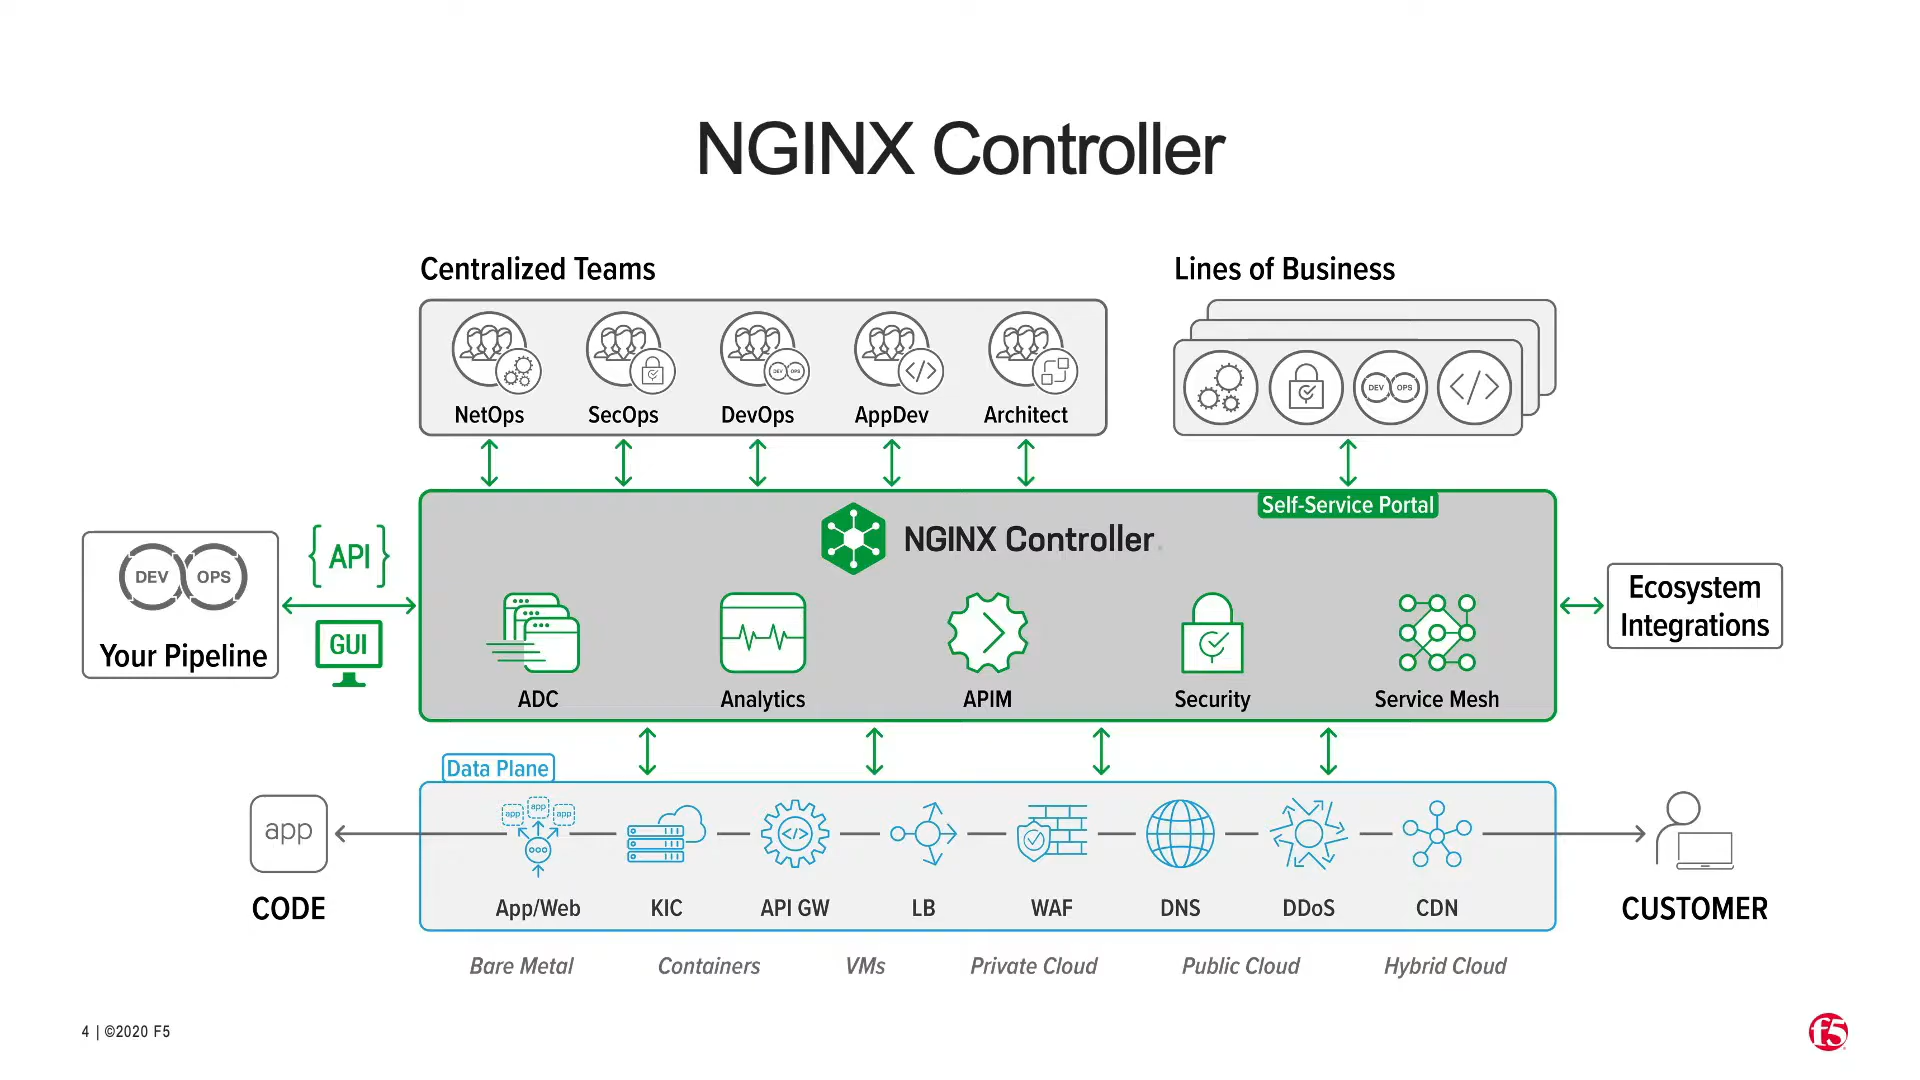 NGINX Controller
Centralized Teams
Lines of Business
DEV OPS
NetOps
SecOps
DevOps
AppDev
Architect
DEV OPS
Self-Service Portal
NGINX Controller
DEV OPS
Your Pipeline
{API}
GUI
ADC
Analytics
APIM
Security
Service Mesh
Ecosystem
Integrations
Data Plane
app
CODE
app
app
app
App/Web
KIC
API GW
LB
WAF
DNS
DDoS
CDN
CUSTOMER
Bare Metal
Containers
VMs
Private Cloud
Public Cloud
Hybrid Cloud
4 | ©2020 F5
f5